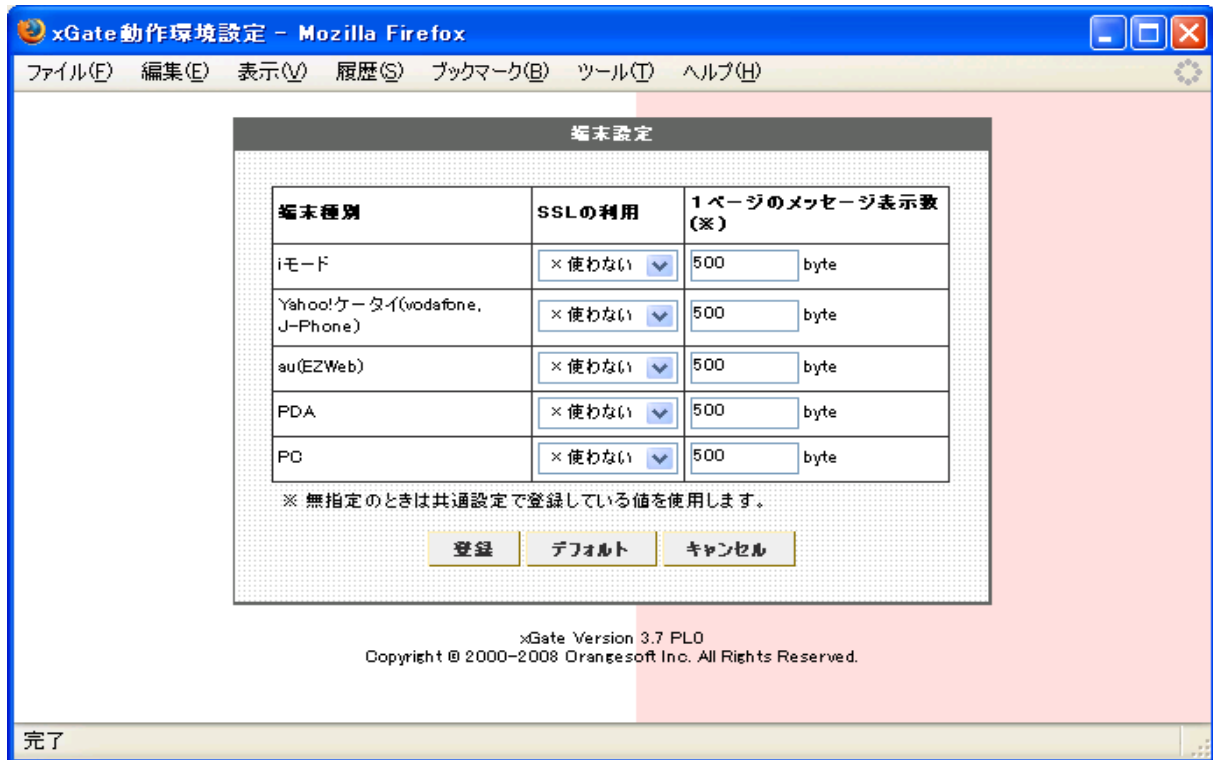 xGate動作環境設定 - Mozilla Firefox
ファイル(F) 編集(E) 表示(V) 履歴(S) ブックマーク(B) ツール(T) ヘルプ(H)
端末設定
端末種別 SSLの利用 1ページのメッセージ表示数
(※)
iモード ×使わない 500 byte
Yahoo!ケータイ(vodafone,
J-Phone) ×使わない 500 byte
au(EZWeb) ×使わない 500 byte
PDA ×使わない 500 byte
PC ×使わない 500 byte
※ 無指定のときは共通設定で登録している値を使用します。
登録 デフォルト キャンセル
xGate Version 3.7 PL0
Copyright © 2000-2008 Orangesoft Inc. All Rights Reserved.
完了